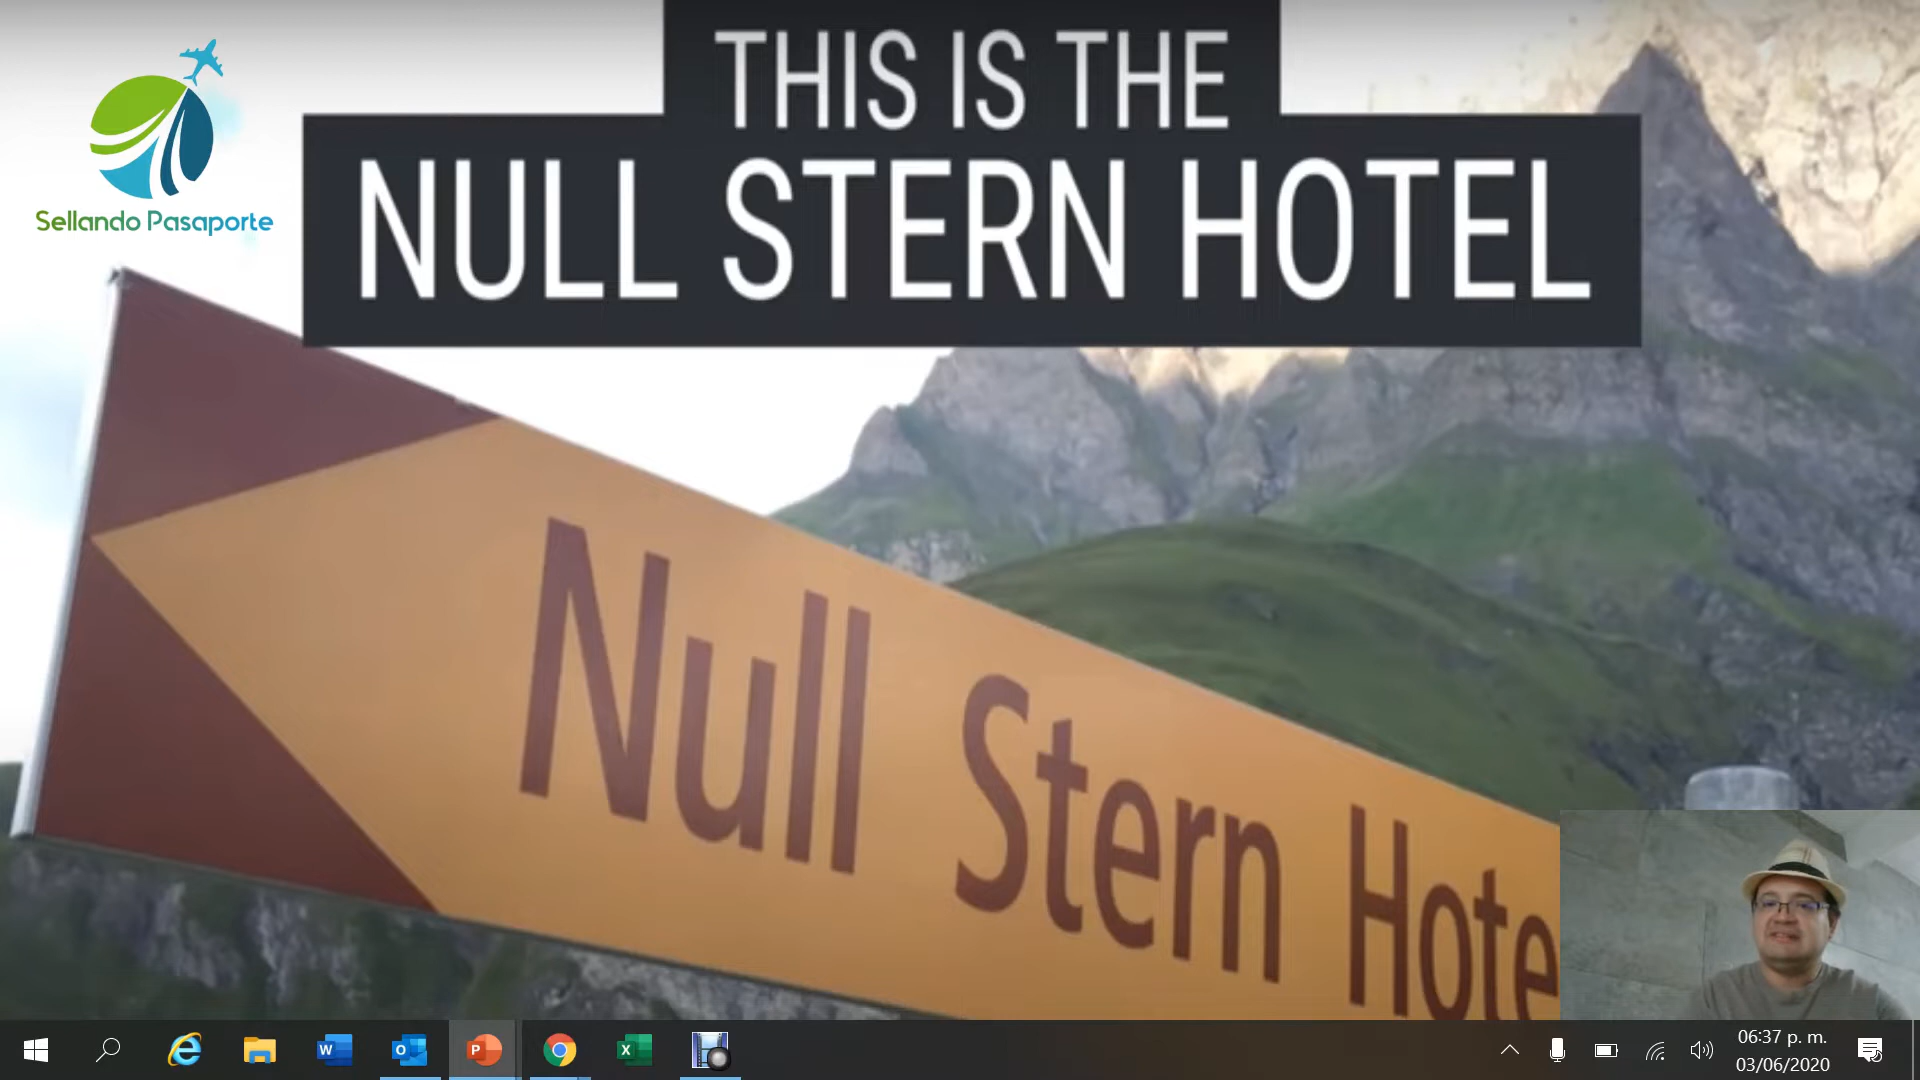 THIS IS THE
NULL STERN HOTEL
Sellando Pasaporte
Null Stern Hote
06:37 p. m.
03/06/2020
W
O
P
X